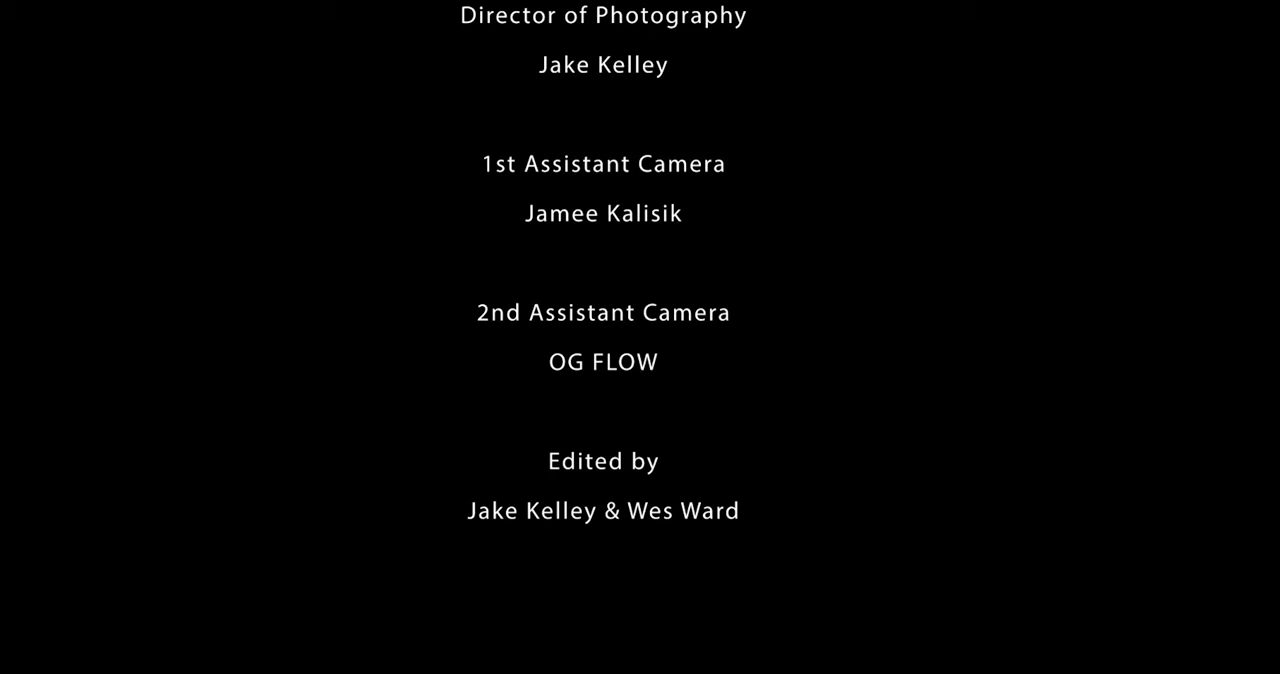 Director of Photography
Jake Kelley
1st Assistant Camera
Jamee Kalisik
2nd Assistant Camera
OG FLOW
Edited by
Jake Kelley & Wes Ward